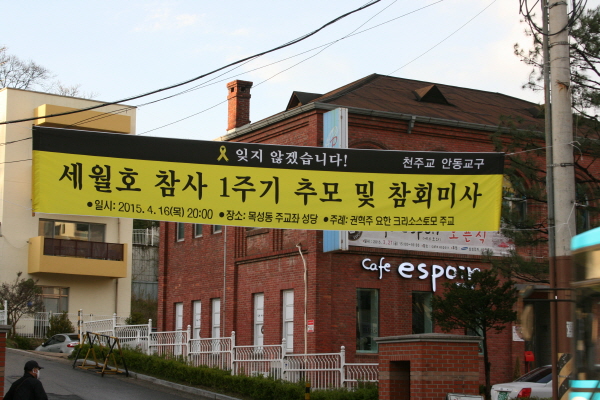 잊지 않겠습니다! 천주교 안동교구
세월호 참사 1주기 추모 및 참회미사
•일시: 2015. 4. 16(목) 20:00 •장소: 목성동 주교좌 성당 •주례: 권혁주 요한 크리소스토모 주교
Cafe espoir